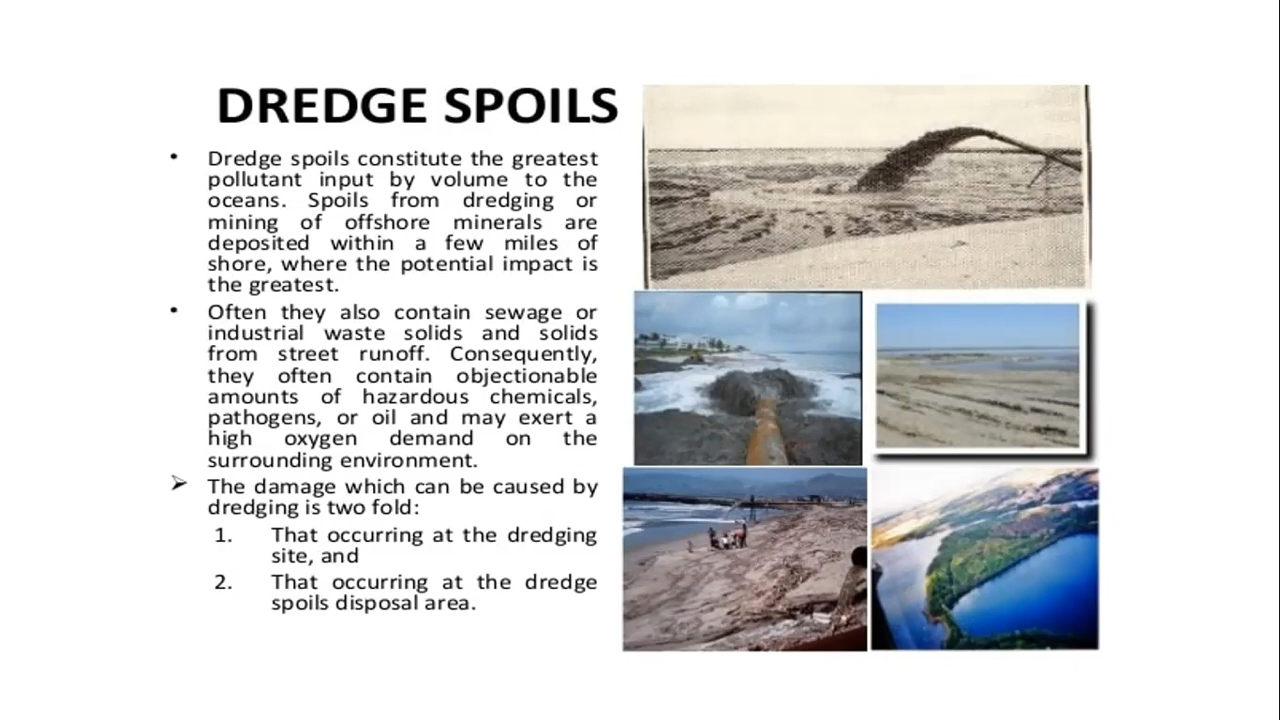 DREDGE SPOILS
• Dredge spoils constitute the greatest
pollutant input by volume to the
oceans. Spoils from dredging or
mining of offshore minerals are
deposited within a few miles of
shore, where the potential impact is
the greatest.
• Often they also contain sewage or
industrial waste solids and solids
from street runoff. Consequently,
they often contain objectionable
amounts of hazardous chemicals,
pathogens, or oil and may exert a
high oxygen demand on the
surrounding environment.
➢ The damage which can be caused by
dredging is two fold:
1. That occurring at the dredging
site, and
2. That occurring at the dredge
spoils disposal area.